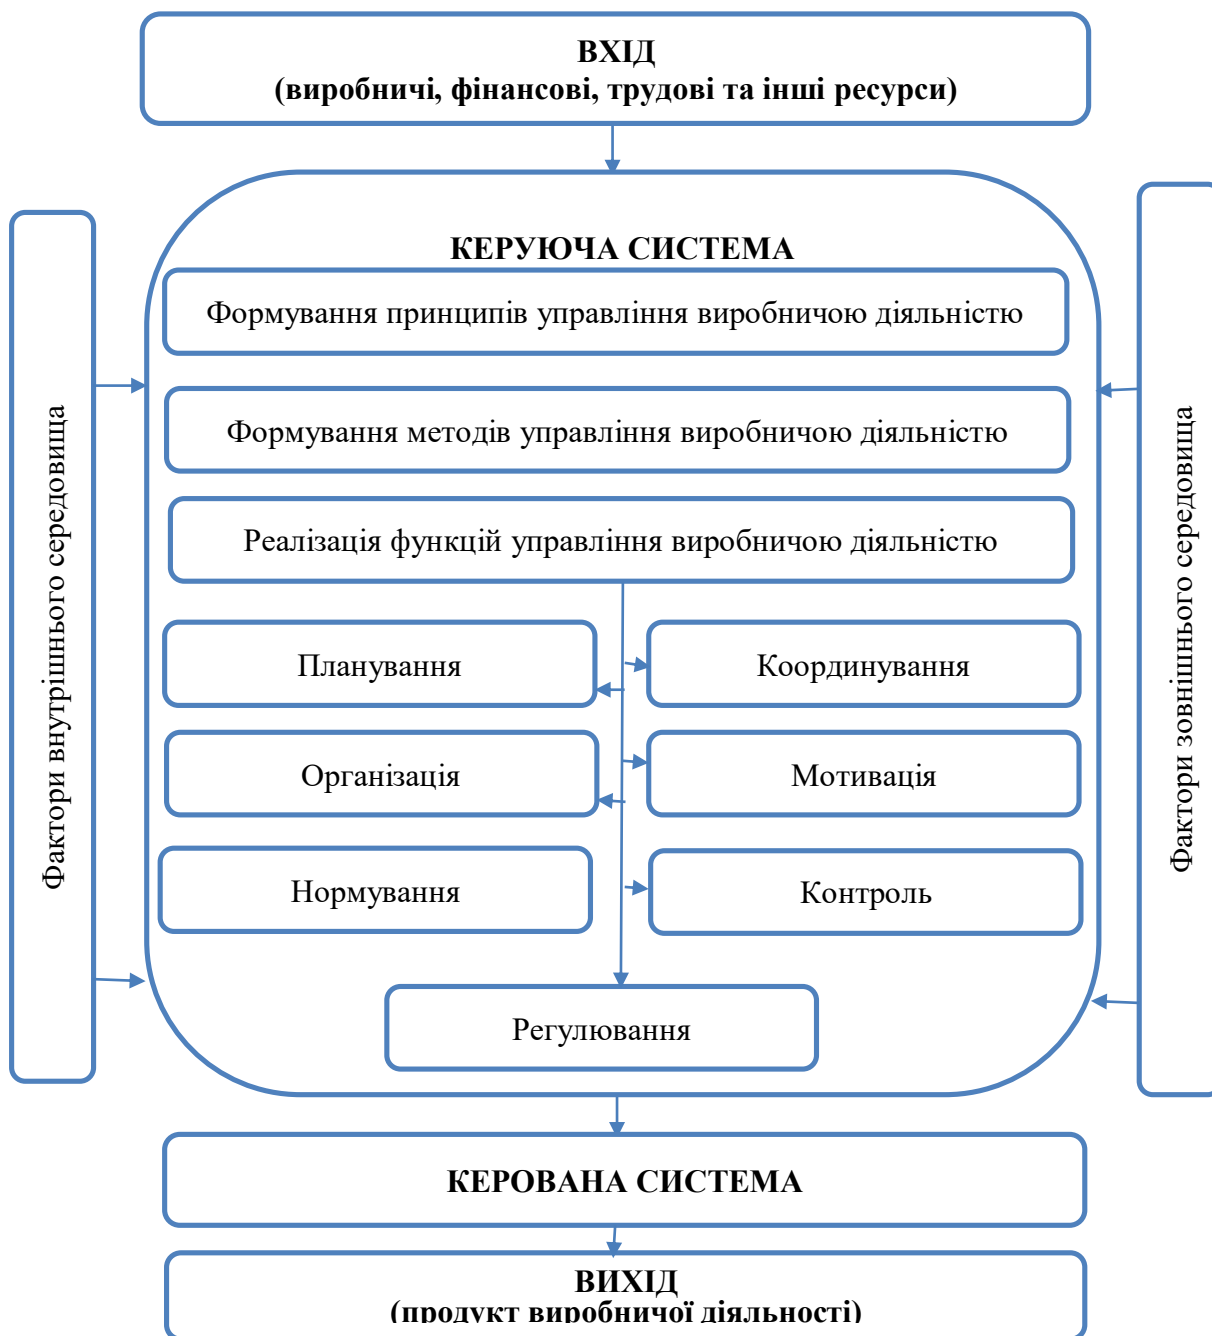 ВХІД
(виробничі, фінансові, трудові та інші ресурси)
КЕРУЮЧА СИСТЕМА
Формування принципів управління виробничою діяльністю
Формування методів управління виробничою діяльністю
Реалізація функцій управління виробничою діяльністю
Планування
Координування
Організація
Мотивація
Нормування
Контроль
Регулювання
Фактори внутрішнього середовища
Фактори зовнішнього середовища
КЕРОВАНА СИСТЕМА
ВИХІД
(продукт виробничої діяльності)